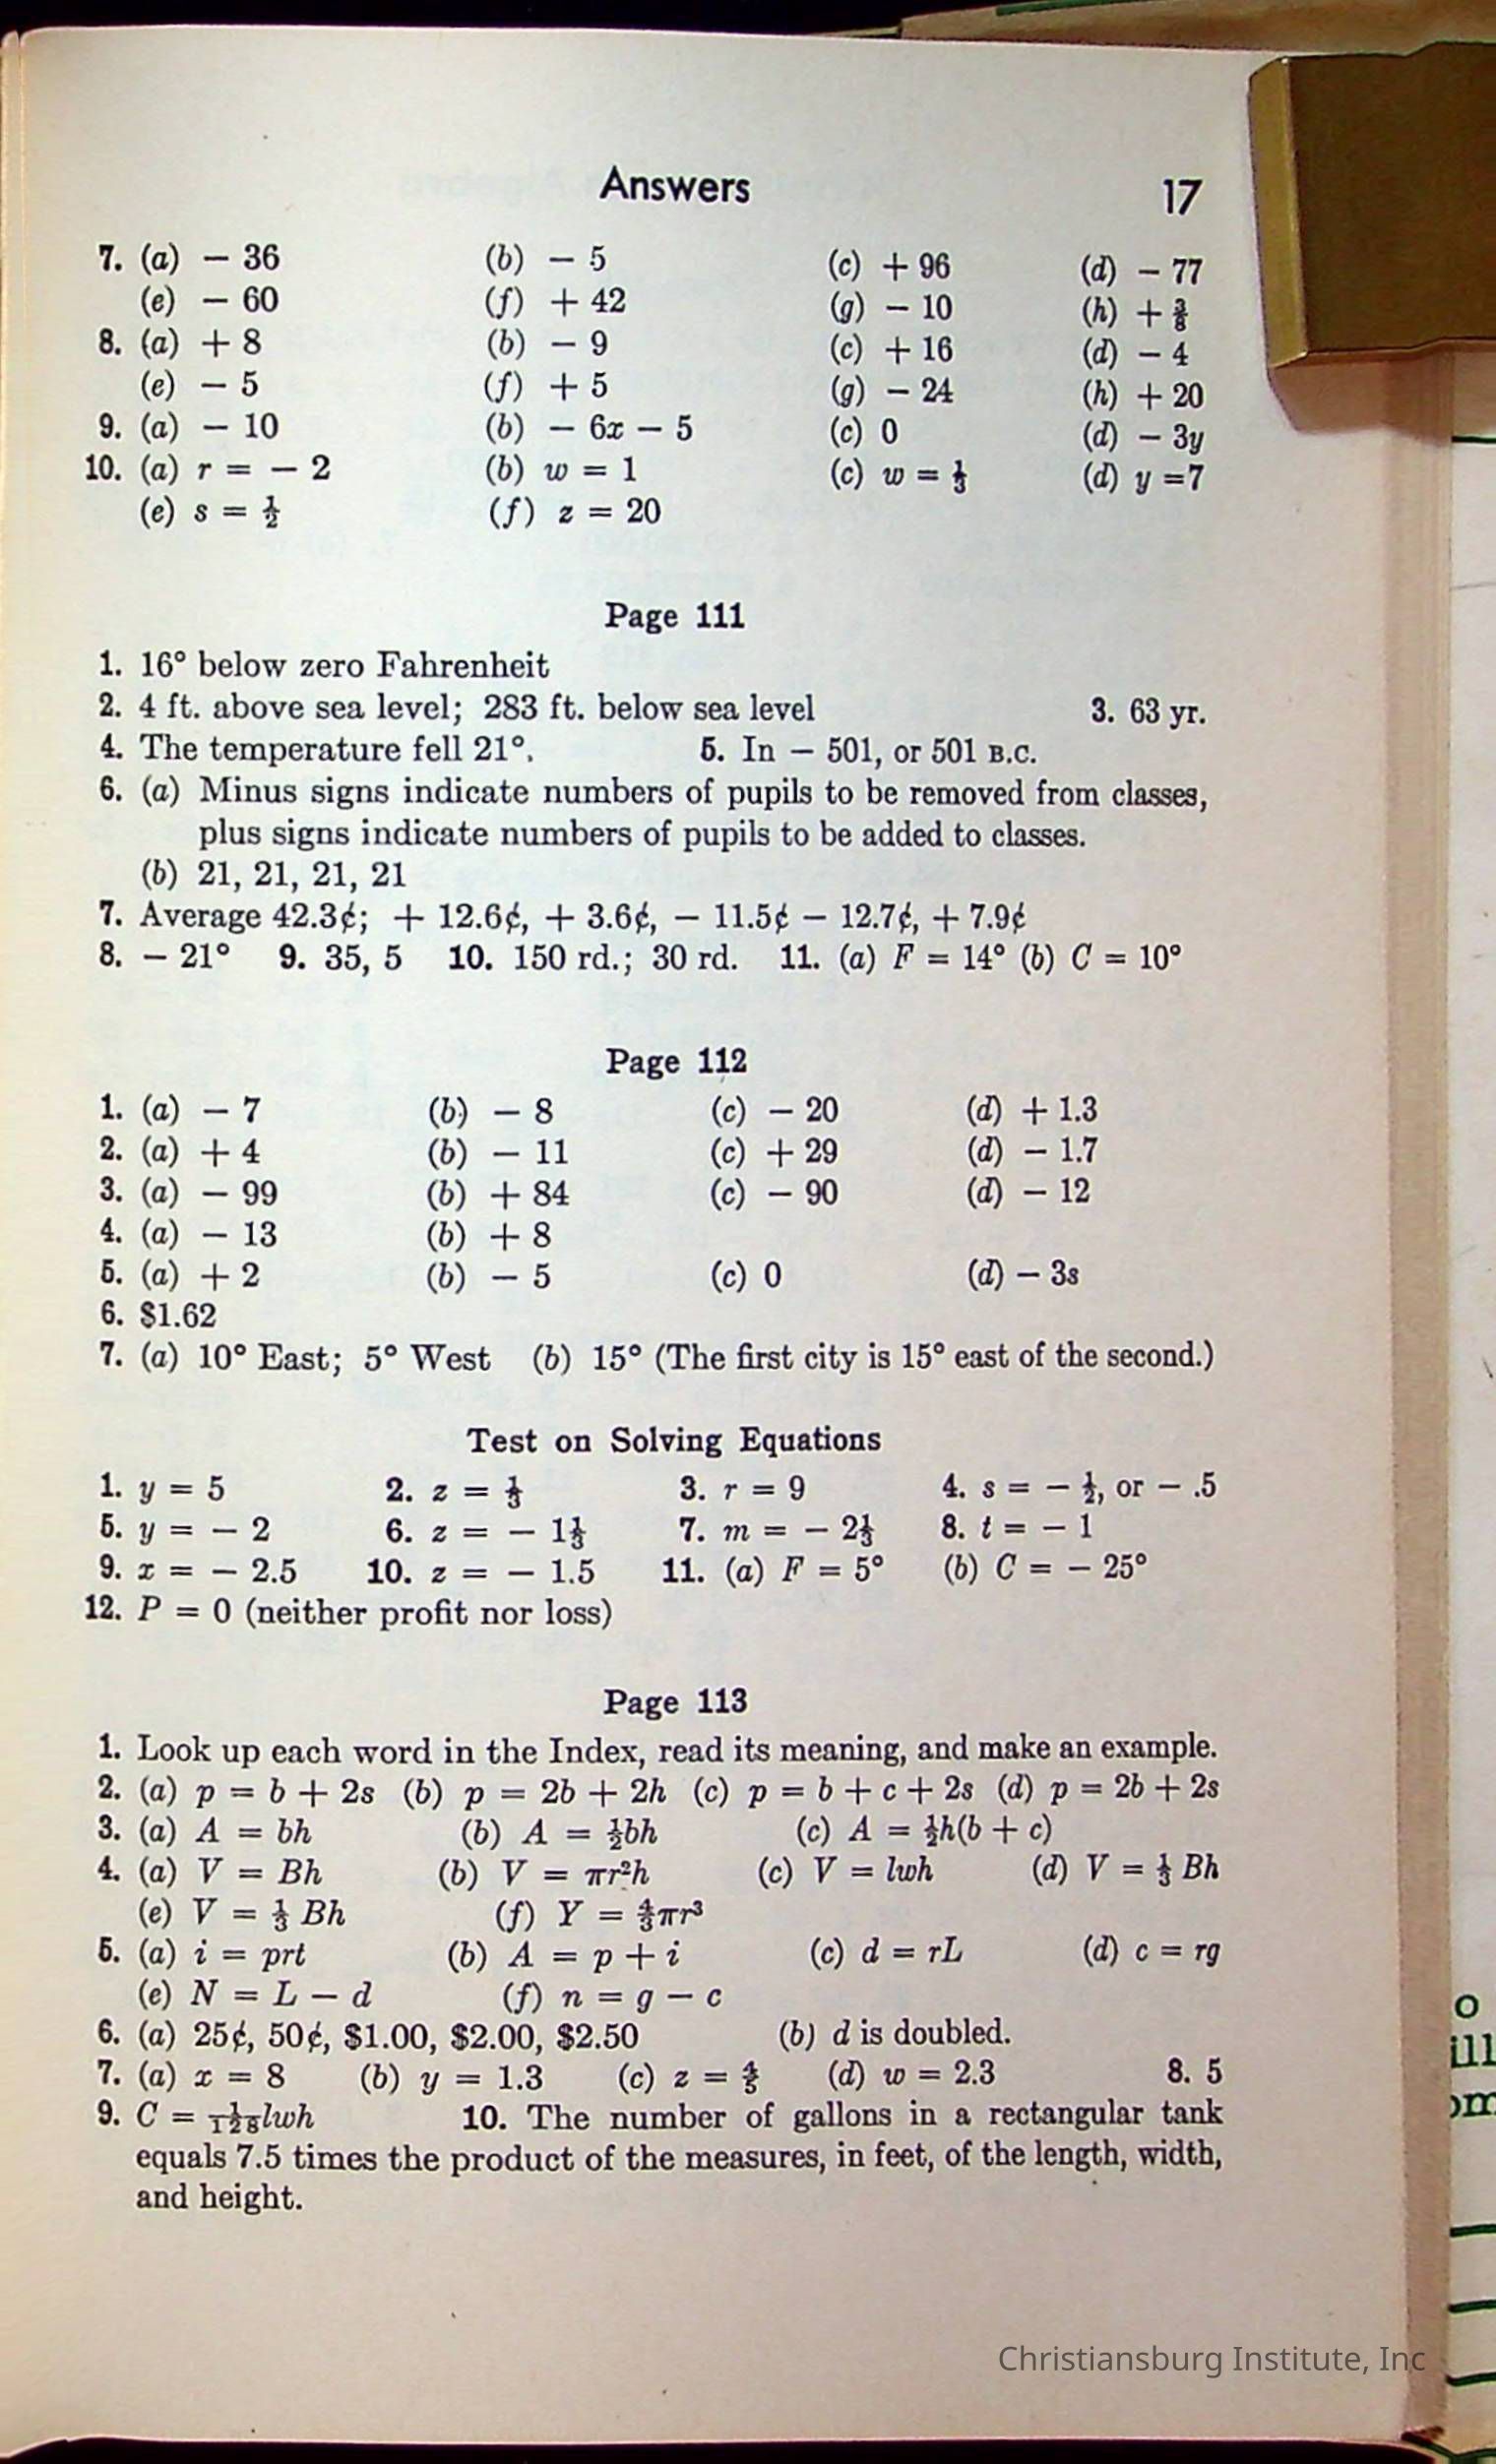 Answers 17
7. (a) − 36 (b) − 5 (c) + 96 (d) − 77
(e) − 60 (f) + 42 (g) − 10 (h) + 3/8
8. (a) + 8 (b) − 9 (c) + 16 (d) − 4
(e) − 5 (f) + 5 (g) − 24 (h) + 20
9. (a) − 10 (b) − 6x − 5 (c) 0 (d) − 3y
10. (a) r = − 2 (b) w = 1 (c) w = 1/3 (d) y =7
(e) s = 1/2 (f) z = 20
Page 111
1. 16° below zero Fahrenheit
2. 4 ft. above sea level; 283 ft. below sea level 3. 63 yr.
4. The temperature fell 21°. 5. In − 501, or 501 B.C.
6. (a) Minus signs indicate numbers of pupils to be removed from classes,
plus signs indicate numbers of pupils to be added to classes.
(b) 21, 21, 21, 21
7. Average 42.3¢; + 12.6¢, + 3.6¢, − 11.5¢ − 12.7¢, + 7.9¢
8. − 21° 9. 35, 5 10. 150 rd.; 30 rd. 11. (a) F = 14° (b) C = 10°
Page 112
1. (a) − 7 (b) − 8 (c) − 20 (d) + 1.3
2. (a) + 4 (b) − 11 (c) + 29 (d) − 1.7
3. (a) − 99 (b) + 84 (c) − 90 (d) − 12
4. (a) − 13 (b) + 8
5. (a) + 2 (b) − 5 (c) 0 (d) − 3s
6. $1.62
7. (a) 10° East; 5° West (b) 15° (The first city is 15° east of the second.)
Test on Solving Equations
1. y = 5 2. z = 1/3 3. r = 9 4. s = − 1/2, or − .5
5. y = − 2 6. z = − 1 1/3 7. m = − 2 1/3 8. t = − 1
9. x = − 2.5 10. z = − 1.5 11. (a) F = 5° (b) C = − 25°
12. P = 0 (neither profit nor loss)
Page 113
1. Look up each word in the Index, read its meaning, and make an example.
2. (a) p = b + 2s (b) p = 2b + 2h (c) p = b + c + 2s (d) p = 2b + 2s
3. (a) A = bh (b) A = 1/2bh (c) A = 1/2h(b + c)
4. (a) V = Bh (b) V = πr²h (c) V = lwh (d) V = 1/3 Bh
(e) V = 1/3 Bh (f) Y = 4/3πr³
5. (a) i = prt (b) A = p + i (c) d = rL (d) c = rg
(e) N = L − d (f) n = g − c
6. (a) 25¢, 50¢, $1.00, $2.00, $2.50 (b) d is doubled.
7. (a) x = 8 (b) y = 1.3 (c) z = 4/5 (d) w = 2.3 8. 5
9. C = 1/128lwh 10. The number of gallons in a rectangular tank
equals 7.5 times the product of the measures, in feet, of the length, width,
and height.
Christiansburg Institute, Inc